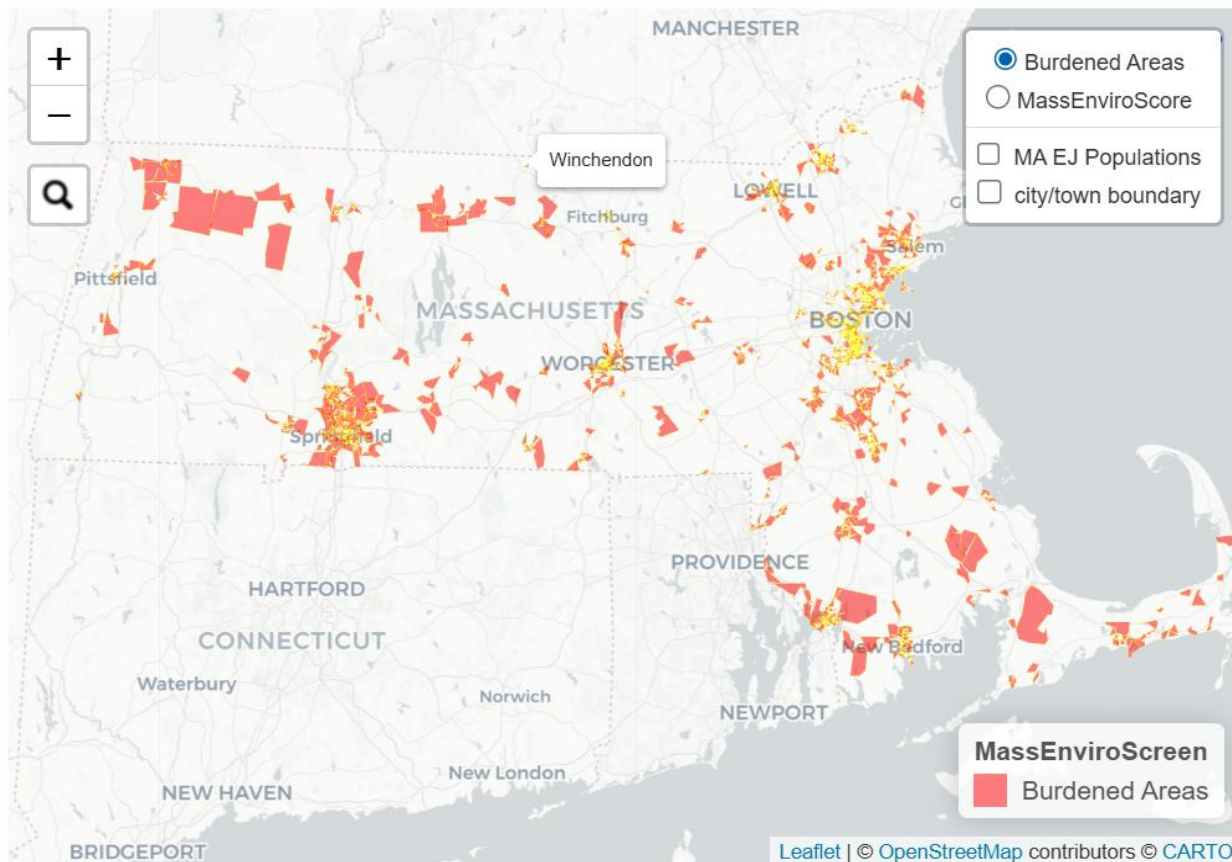 MANCHESTER
+
−
Burdened Areas
MassEnviroScore
MA EJ Populations
city/town boundary
Winchendon
LOWELL
Fitchburg
Gl
Salem
Pittsfield
MASSACHUSETTS
BOSTON
WORCESTER
Springfield
PROVIDENCE
HARTFORD
CONNECTICUT
New Bedford
Waterbury
Norwich
NEWPORT
MassEnviroScreen
Burdened Areas
New London
NEW HAVEN
BRIDGEPORT
Leaflet | © OpenStreetMap contributors © CARTO